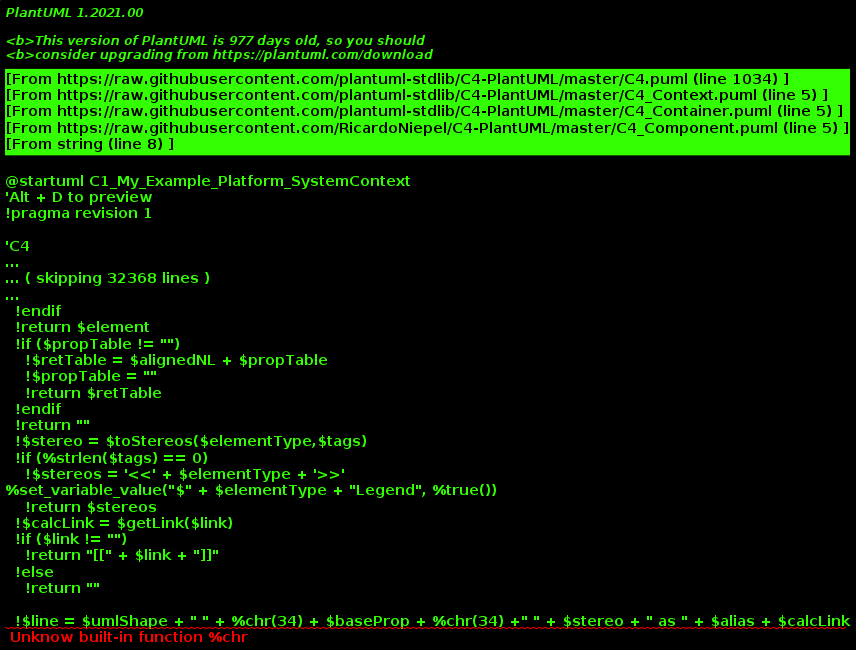 PlantUML 1.2021.00
<b>This version of PlantUML is 977 days old, so you should
<b>consider upgrading from https://plantuml.com/download
[From https://raw.githubusercontent.com/plantuml-stdlib/C4-PlantUML/master/C4.puml (line 1034) ]
[From https://raw.githubusercontent.com/plantuml-stdlib/C4-PlantUML/master/C4_Context.puml (line 5) ]
[From https://raw.githubusercontent.com/plantuml-stdlib/C4-PlantUML/master/C4_Container.puml (line 5) ]
[From https://raw.githubusercontent.com/RicardoNiepel/C4-PlantUML/master/C4_Component.puml (line 5) ]
[From string (line 8) ]
@startuml C1_My_Example_Platform_SystemContext
'Alt + D to preview
!pragma revision 1
'C4
...
... ( skipping 32368 lines )
...
!endif
!return $element
!if ($propTable != "")
!$retTable = $alignedNL + $propTable
!$propTable = ""
!return $retTable
!endif
!return ""
!$stereo = $toStereos($elementType,$tags)
!if (%strlen($tags) == 0)
!$stereos = '<<' + $elementType + '>>'
%set_variable_value("$" + $elementType + "Legend", %true())
!return $stereos
!$calcLink = $getLink($link)
!if ($link != "")
!return "[[" + $link + "]]"
!else
!return ""
!$line = $umlShape + " " + %chr(34) + $baseProp + %chr(34) +" " + $stereo + " as " + $alias + $calcLink
Unknow built-in function %chr